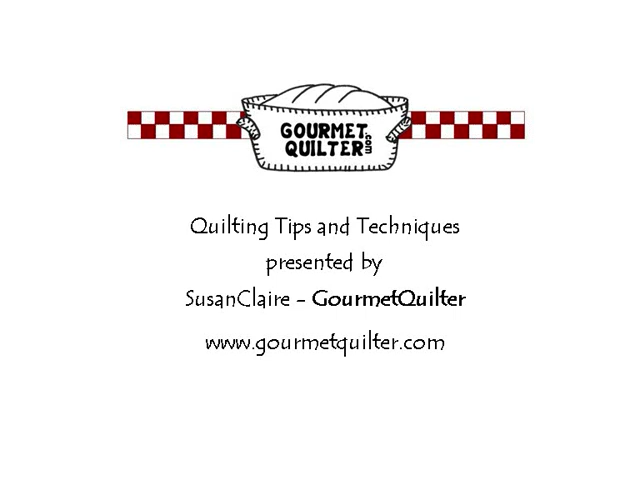 GOURMET
QUILTER.com
Quilting Tips and Techniques
presented by
SusanClaire - GourmetQuilter
www.gourmetquilter.com